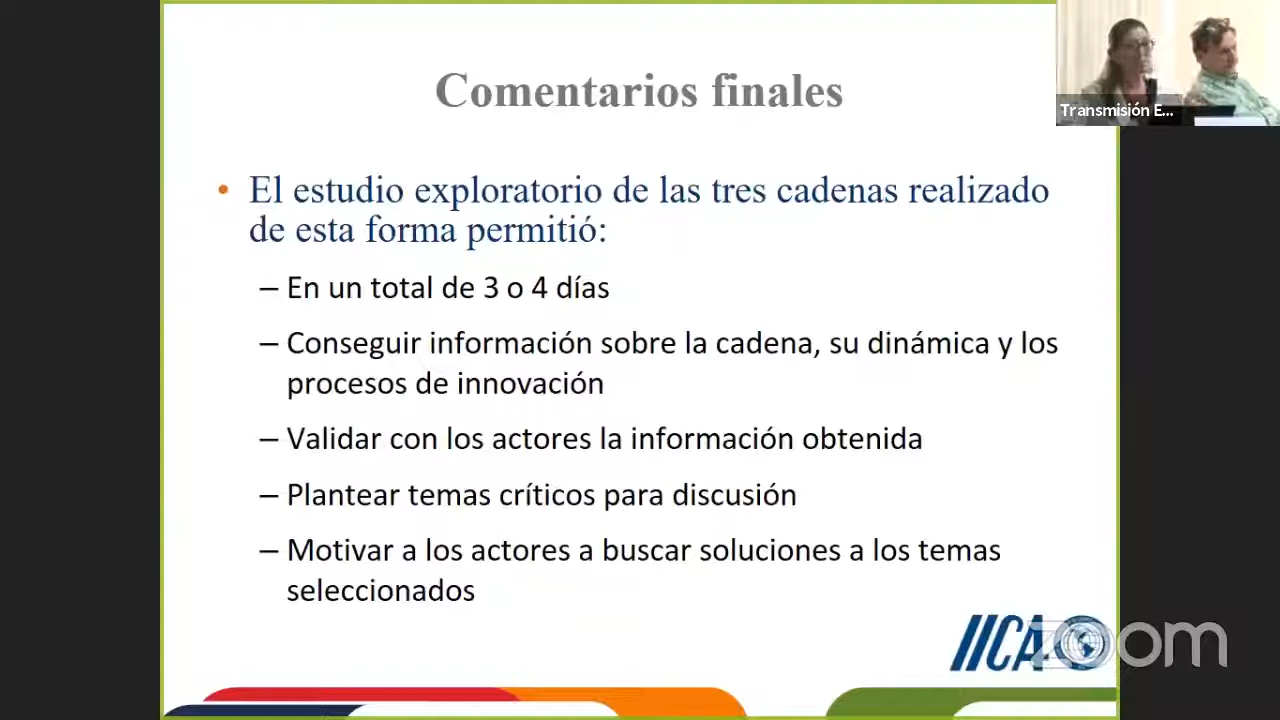 Comentarios finales
Transmisión E...
• El estudio exploratorio de las tres cadenas realizado
de esta forma permitió:
– En un total de 3 o 4 días
– Conseguir información sobre la cadena, su dinámica y los
procesos de innovación
– Validar con los actores la información obtenida
– Plantear temas críticos para discusión
– Motivar a los actores a buscar soluciones a los temas
seleccionados
IICA
zoom